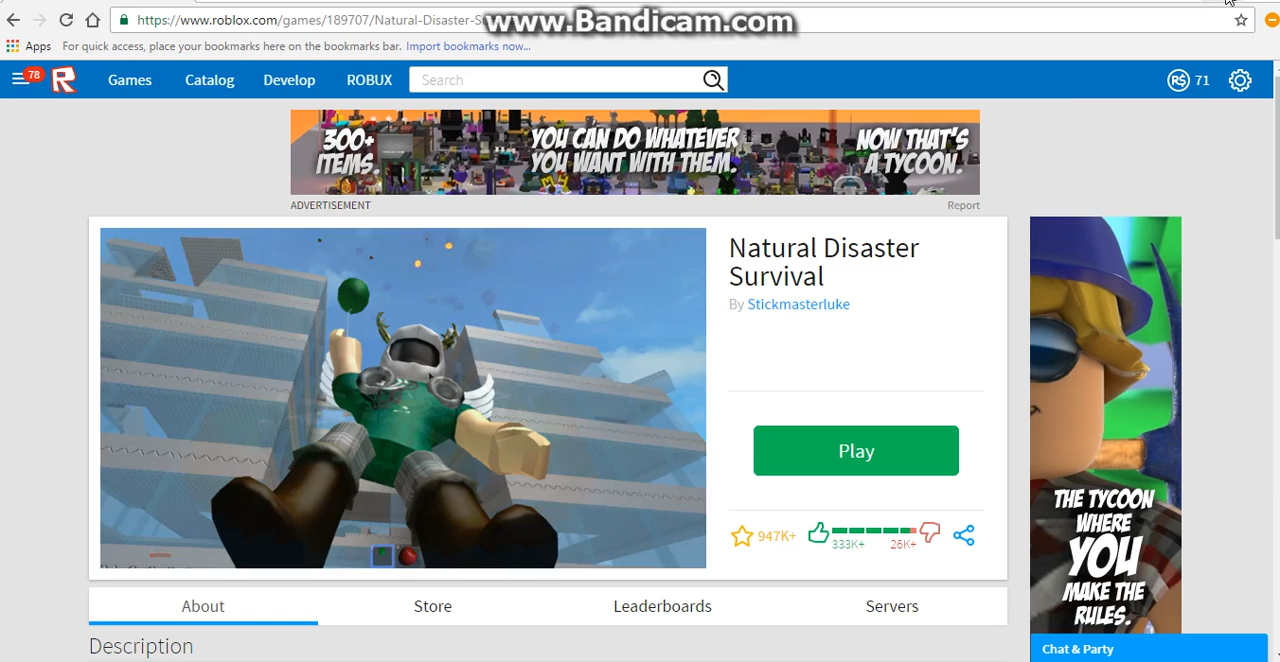 https://www.roblox.com/games/189707/Natural-Disaster-S
www.Bandicam.com
Apps For quick access, place your bookmarks here on the bookmarks bar. Import bookmarks now...
78 R Games Catalog Develop ROBUX Search R$ 71
300+ ITEMS.
YOU CAN DO WHATEVER YOU WANT WITH THEM.
NOW THAT'S A TYCOON.
ADVERTISEMENT Report
Natural Disaster
Survival
By Stickmasterluke
Play
947K+ 333K+ 26K+
About Store Leaderboards Servers
Description
THE TYCOON
WHERE
YOU
MAKE THE
RULES.
Chat & Party